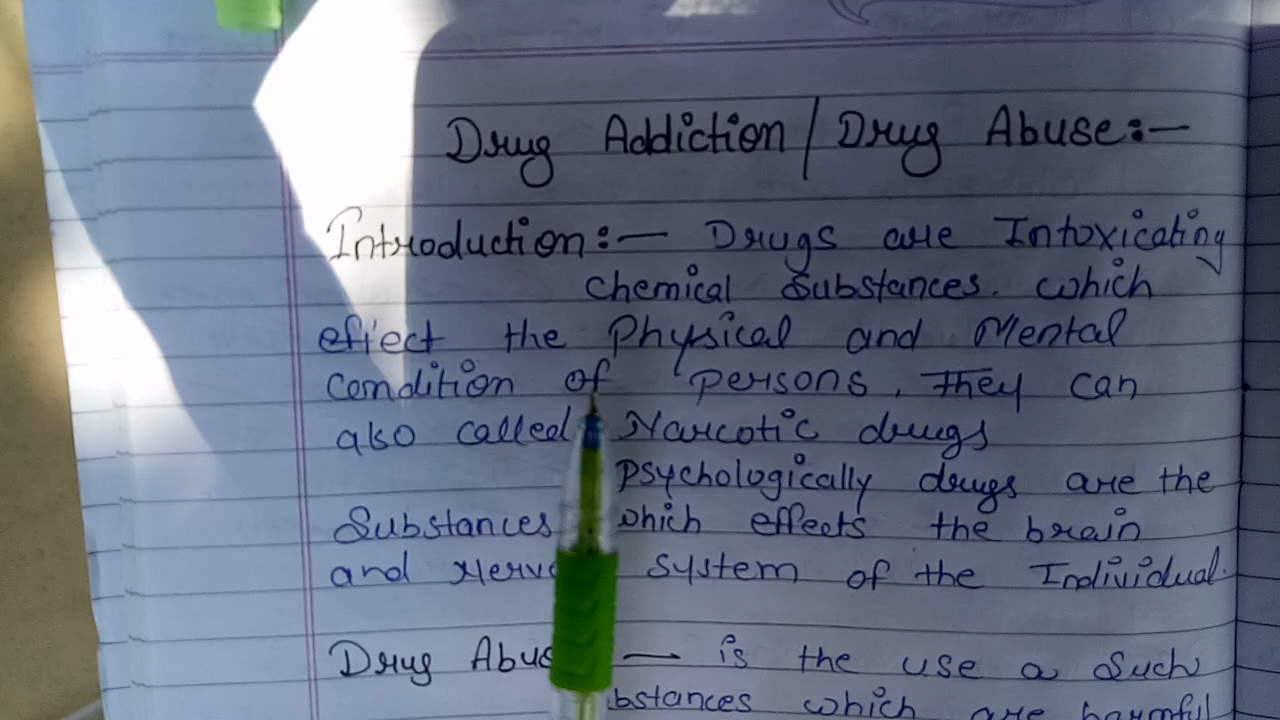 Drug Addiction / Drug Abuse:—
Introduction:— Drugs are Intoxicating
chemical Substances. which
effect the Physical and Mental
Condition of persons, they can
also called Narcotic drugs
psychologically drugs are the
Substances which effects the brain
and System of the Individual.
Drug — is the use a Such
which are harmful